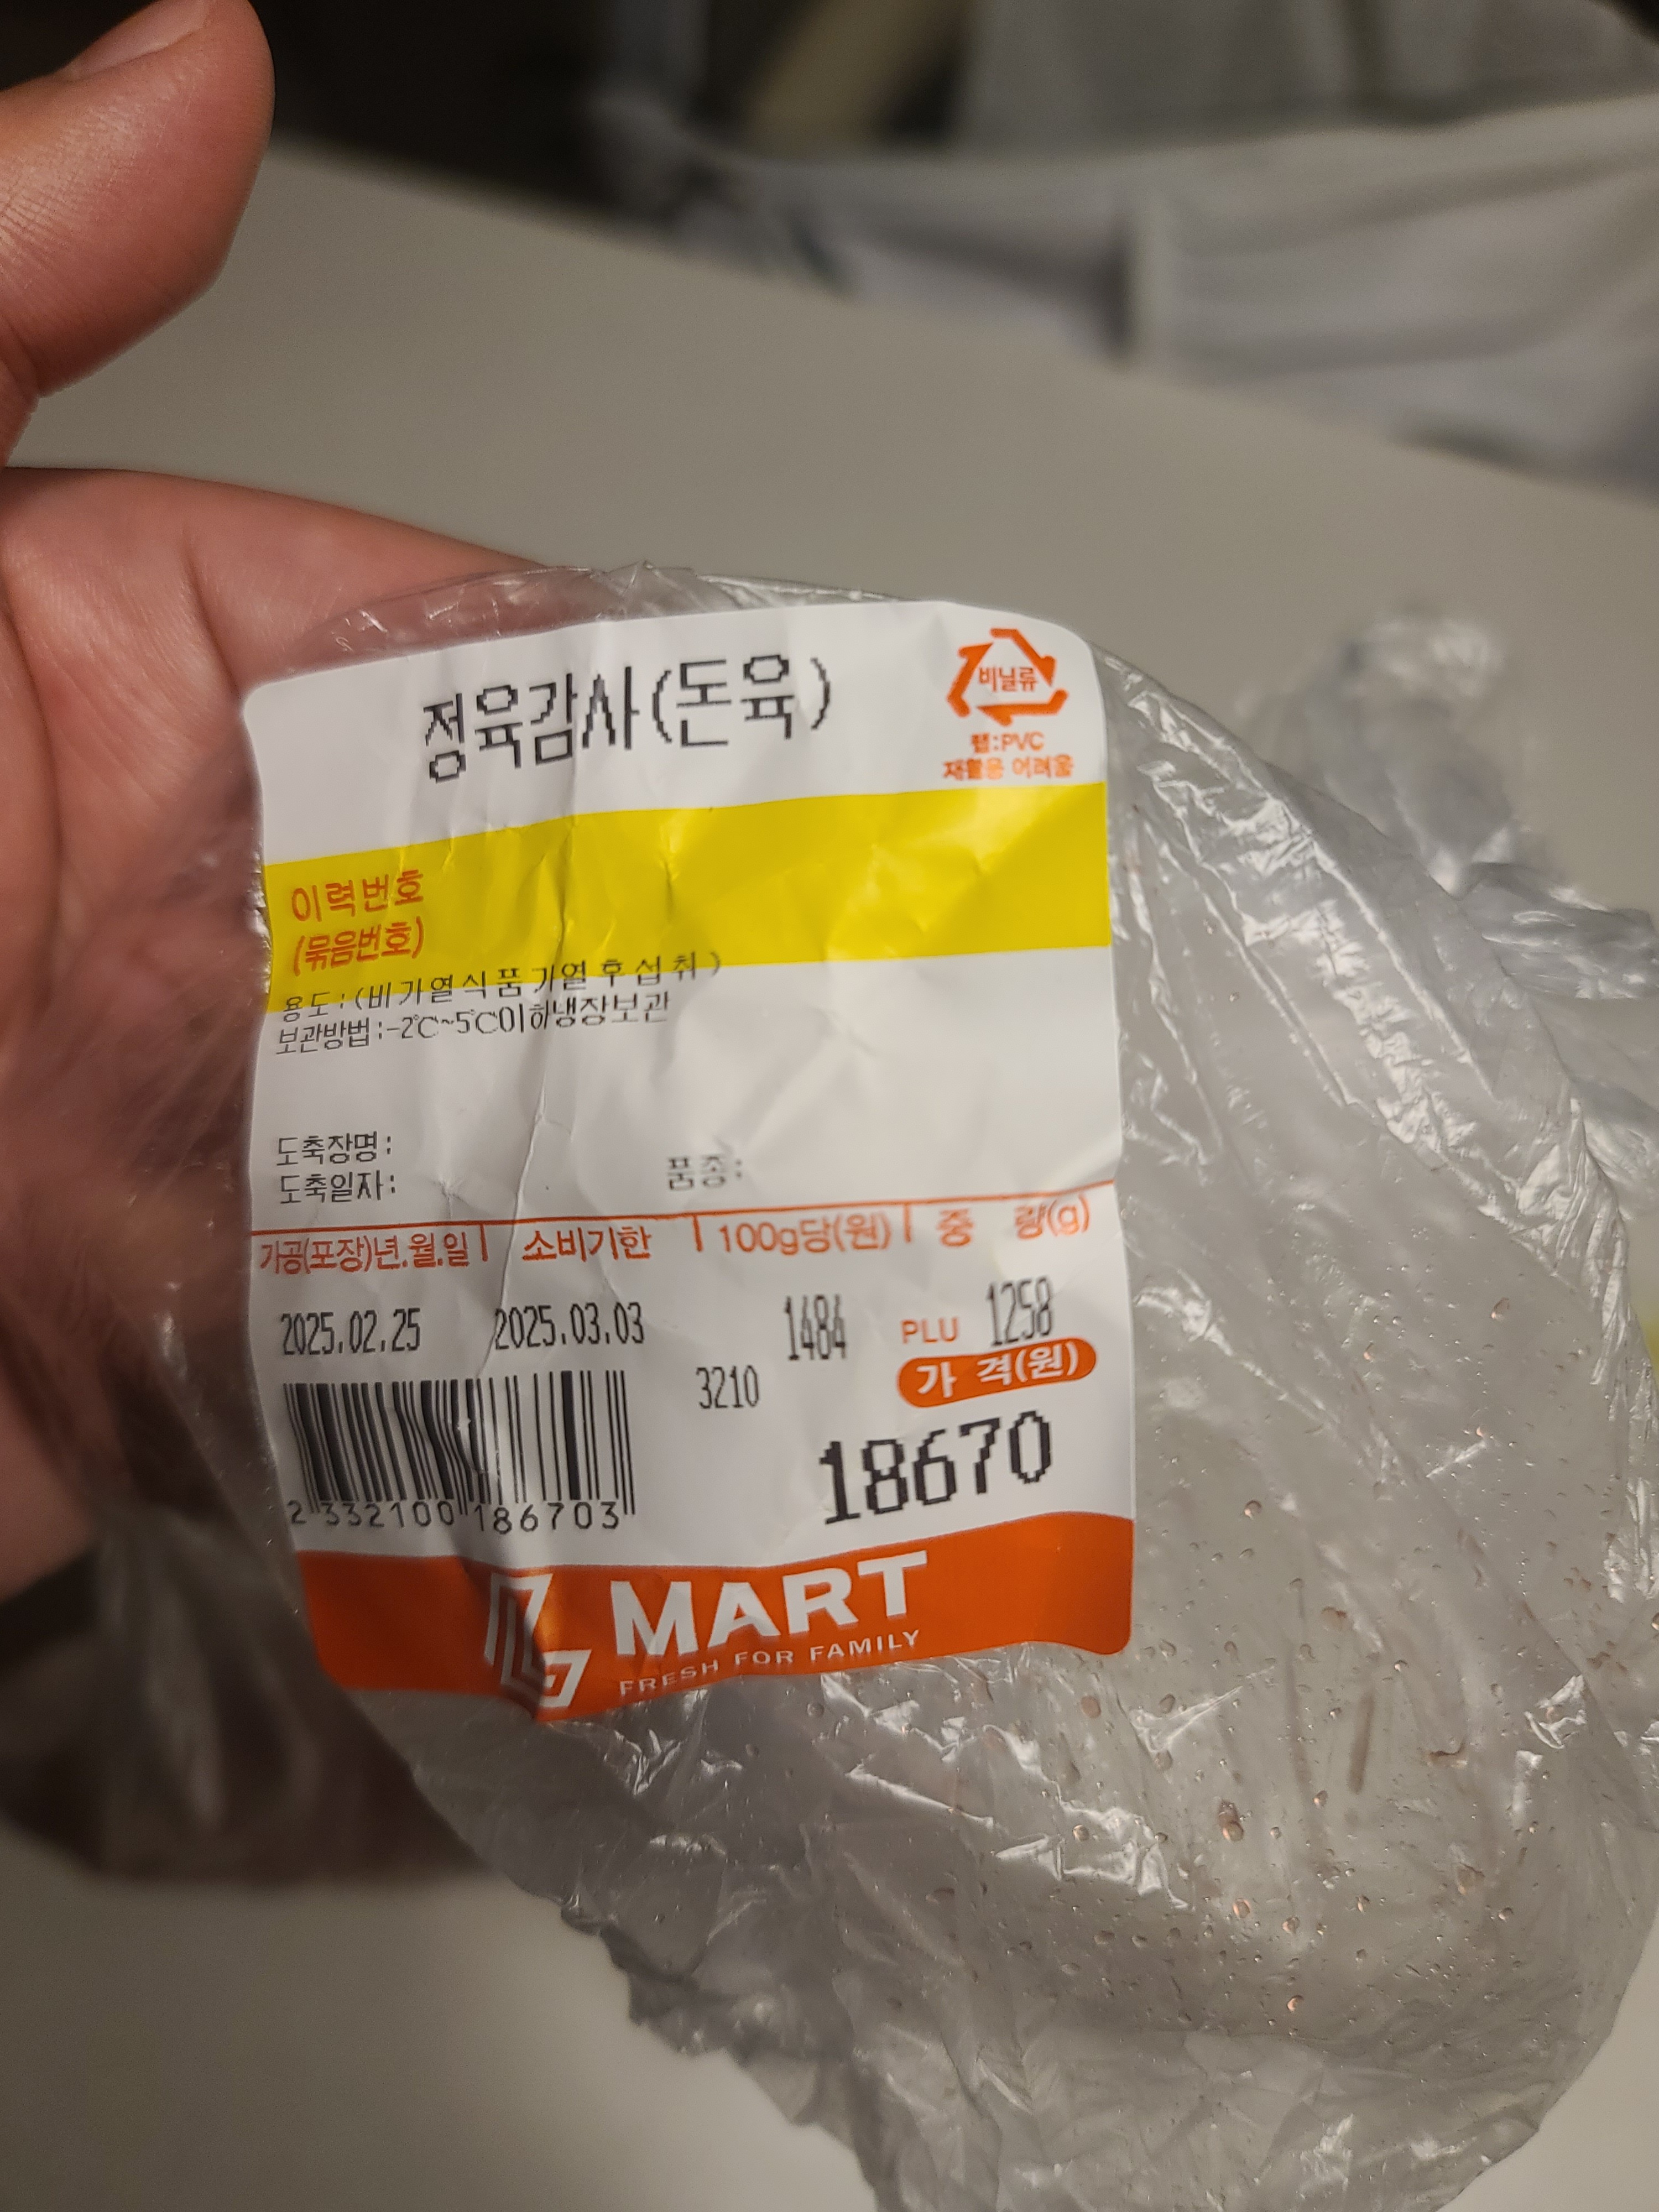 정육감사(돈육)
비닐류
랩:PVC
재활용 어려움
이력번호
(묶음번호)
용도:(비가열식품가열후섭취)
보관방법:-2℃~5℃이하냉장보관
도축장명:
도축일자: 품종:
가공(포장)년.월.일 소비기한 100g당(원) 중 량(g)
2025.02.25 2025.03.03 1484 PLU 1258
3210 가 격(원)
18670
2 332100 186703
L MART
FRESH FOR FAMILY